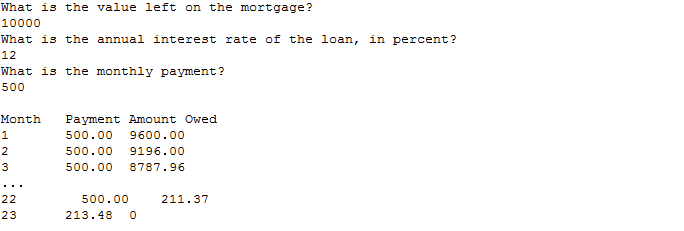 What is the value left on the mortgage?
10000
What is the annual interest rate of the loan, in percent?
12
What is the monthly payment?
500
Month Payment Amount Owed
1 500.00 9600.00
2 500.00 9196.00
3 500.00 8787.96
...
22 500.00 211.37
23 213.48 0